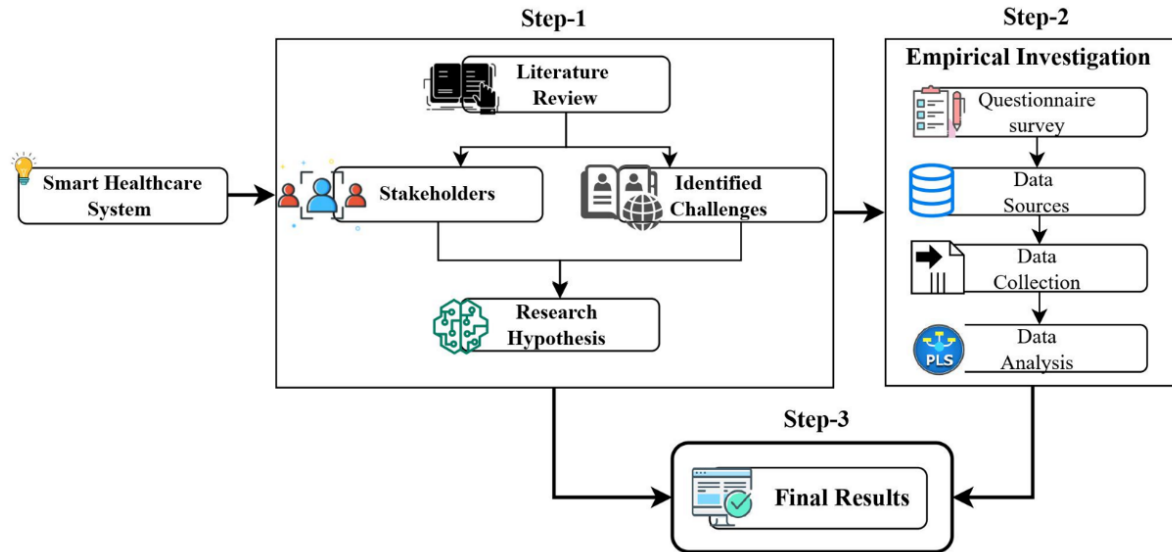 Step-1
Step-2
Literature
Review
Smart Healthcare
System
Stakeholders
Identified
Challenges
Research
Hypothesis
Empirical Investigation
Questionnaire
survey
Data
Sources
Data
Collection
PLS
Data
Analysis
Step-3
Final Results